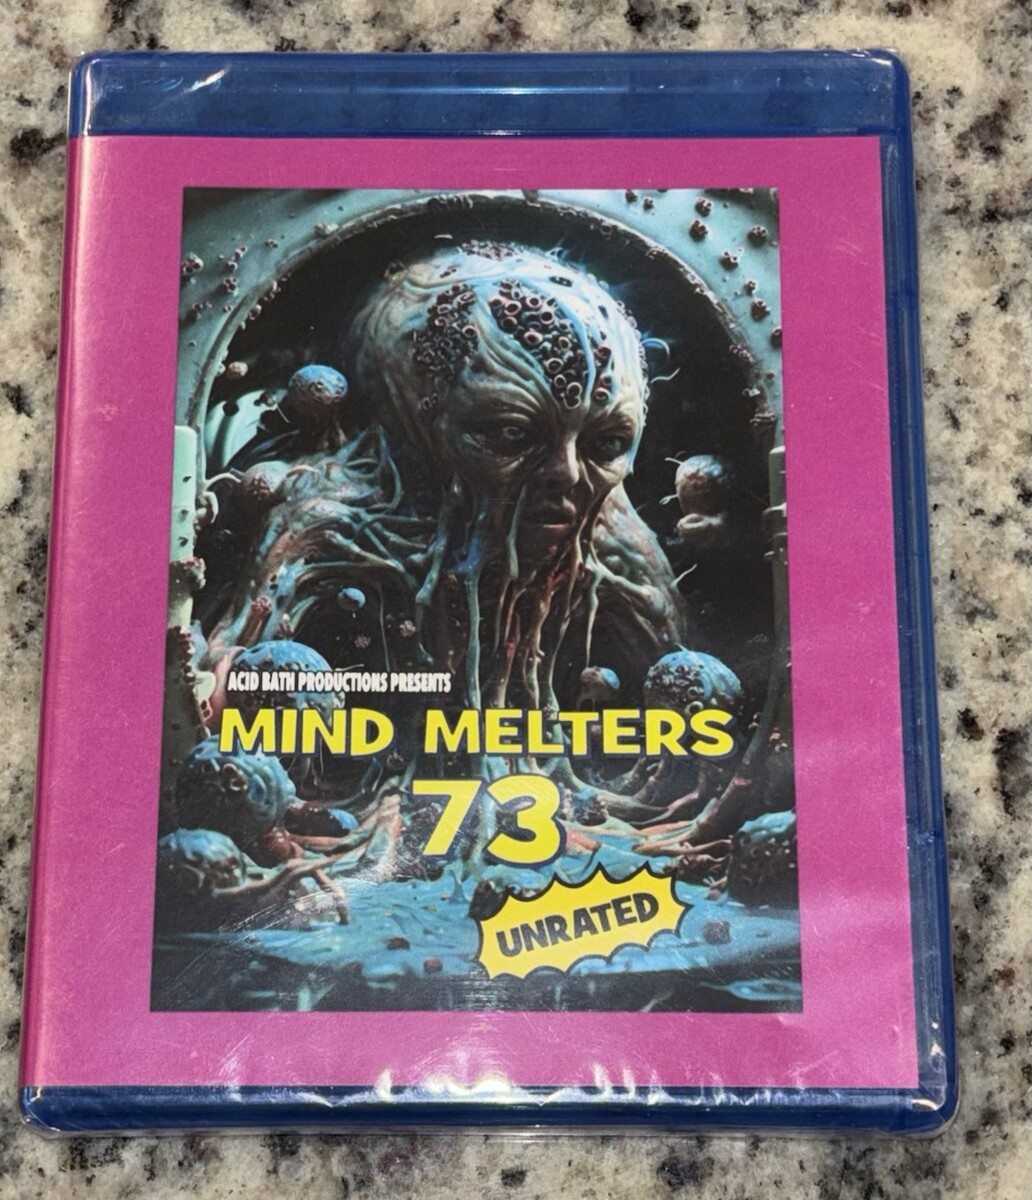 ACID BATH PRODUCTIONS PRESENTS
MIND MELTERS
73
UNRATED